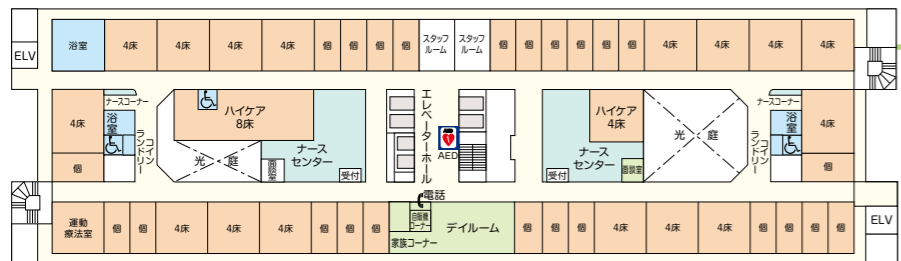 ELV
浴室
4床
4床
4床
4床
個
個
個
個
スタッフ
ルーム
スタッフ
ルーム
個
個
個
個
個
個
4床
4床
4床
4床
4床
個
ナースコーナー
浴室
コイン
ランドリー
光庭
ハイケア
8床
ナース
センター
面談室
受付
エレベーターホール
AED
ハイケア
4床
ナース
センター
面談室
受付
光庭
ナースコーナー
浴室
コイン
ランドリー
4床
個
運動
療法室
個
個
4床
4床
4床
個
個
個
電話
自販機
コーナー
家族コーナー
デイルーム
個
個
個
4床
4床
4床
個
個
個
個
ELV